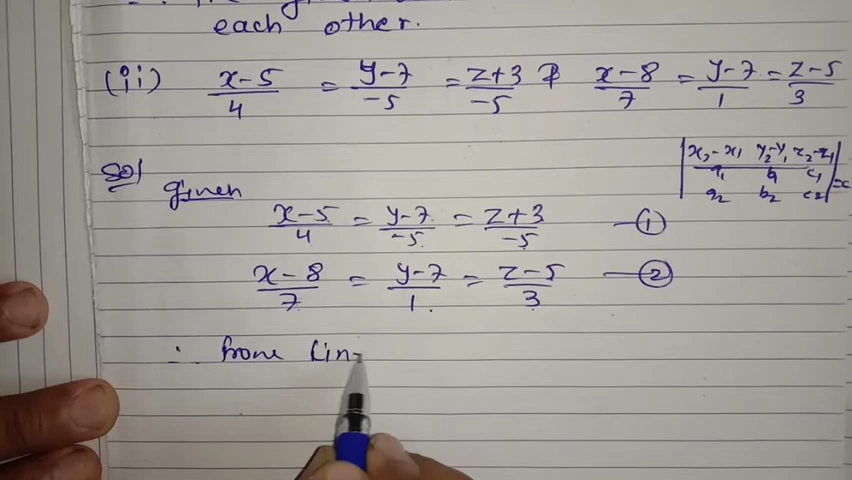 each other.
(ii) x-5/4 = y-7/-5 = z+3/-5 & x-8/7 = y-7/1 = z-5/3
|x₂-x₁ y₂-y₁ z₂-z₁|
a₁ b₁ c₁ =0
a₂ b₂ c₂
Sol
given
x-5/4 = y-7/-5 = z+3/-5 —①
x-8/7 = y-7/1 = z-5/3 —②
∴ from Lin